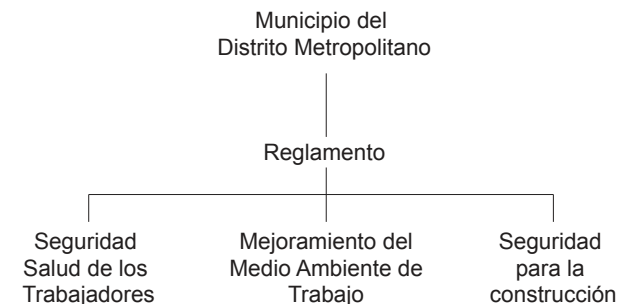 Municipio del
Distrito Metropolitano
Reglamento
Seguridad
Salud de los
Trabajadores
Mejoramiento del
Medio Ambiente de
Trabajo
Seguridad
para la
construcción